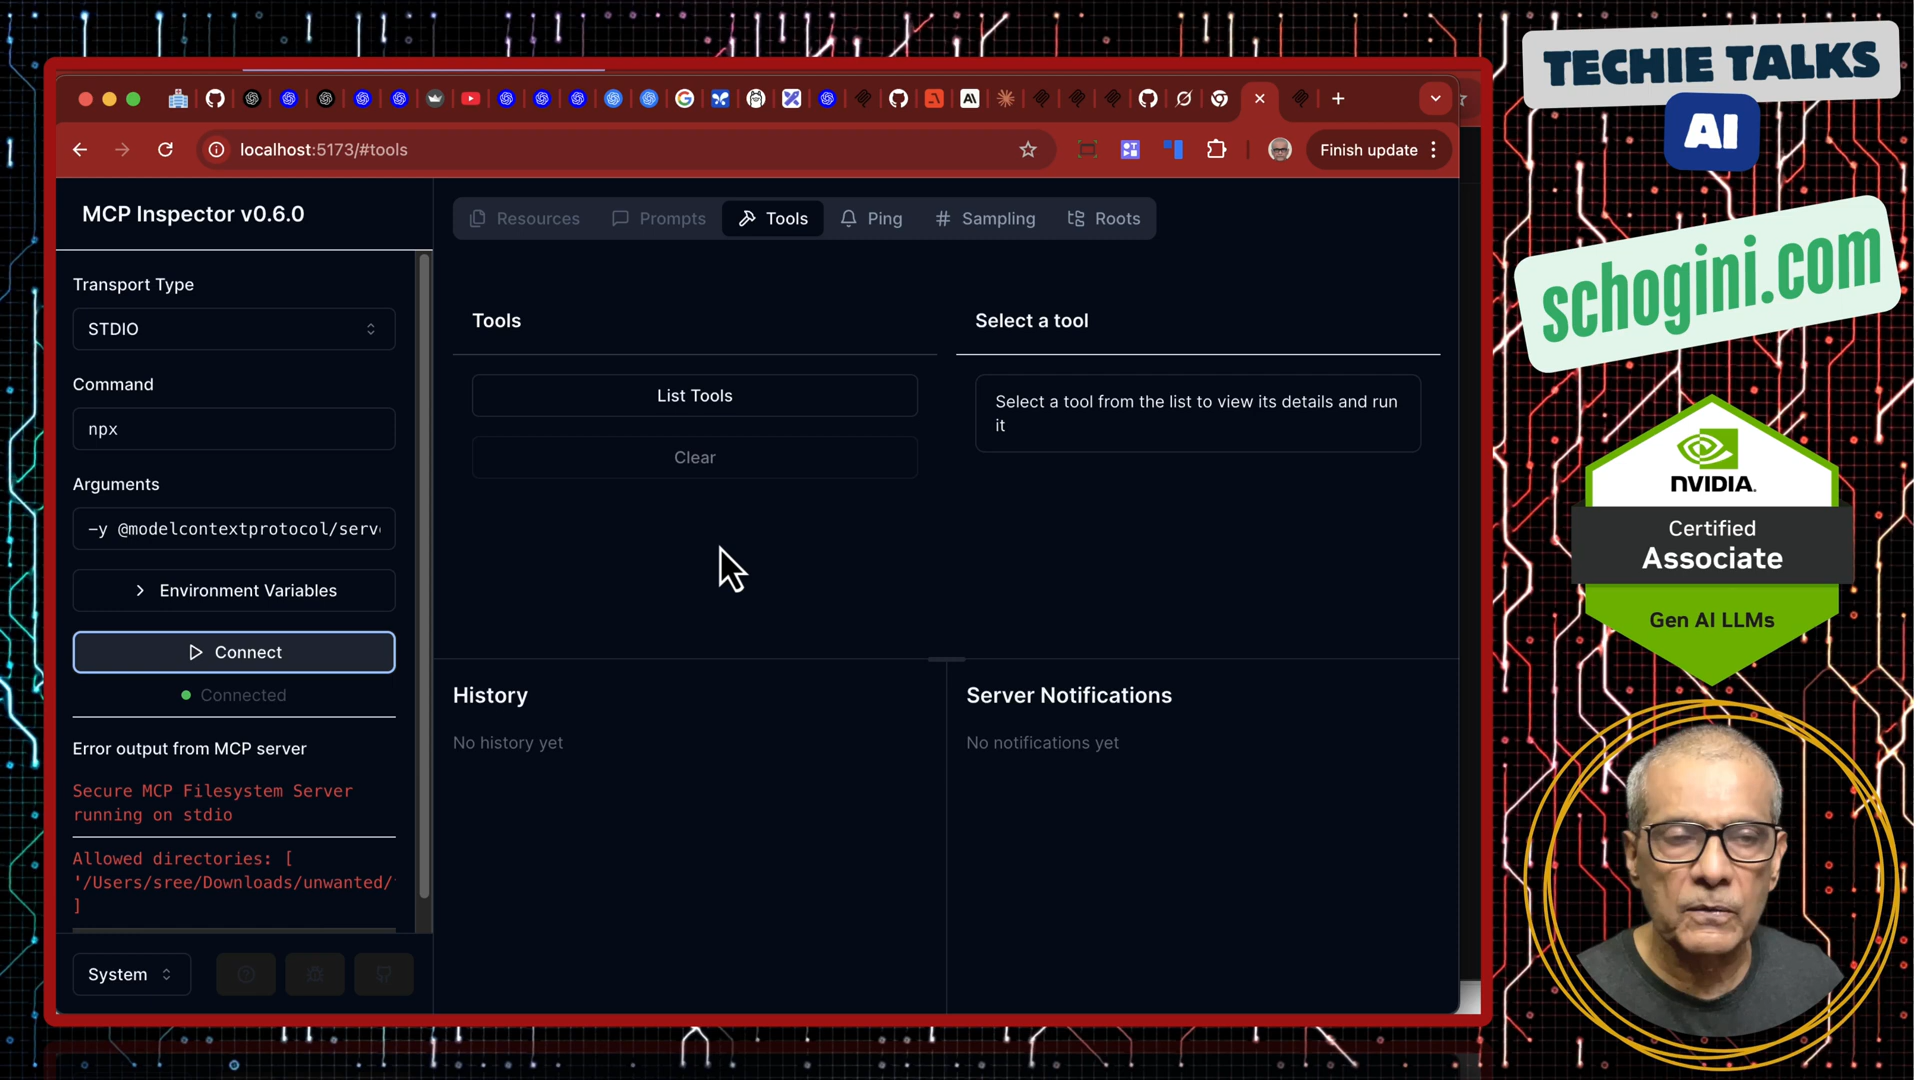 TECHIE TALKS
AI
schogini.com
NVIDIA.
Certified
Associate
Gen AI LLMs
localhost:5173/#tools
Finish update
MCP Inspector v0.6.0
Resources
Prompts
Tools
Ping
Sampling
Roots
Transport Type
STDIO
Command
npx
Arguments
-y @modelcontextprotocol/serv
Environment Variables
Connect
Connected
Error output from MCP server
Secure MCP Filesystem Server
running on stdio
Allowed directories: [
'/Users/sree/Downloads/unwanted/
]
System
Tools
List Tools
Clear
Select a tool
Select a tool from the list to view its details and run
it
History
No history yet
Server Notifications
No notifications yet